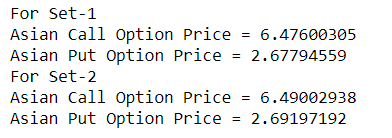 For Set-1
Asian Call Option Price = 6.47600305
Asian Put Option Price = 2.67794559
For Set-2
Asian Call Option Price = 6.49002938
Asian Put Option Price = 2.69197192